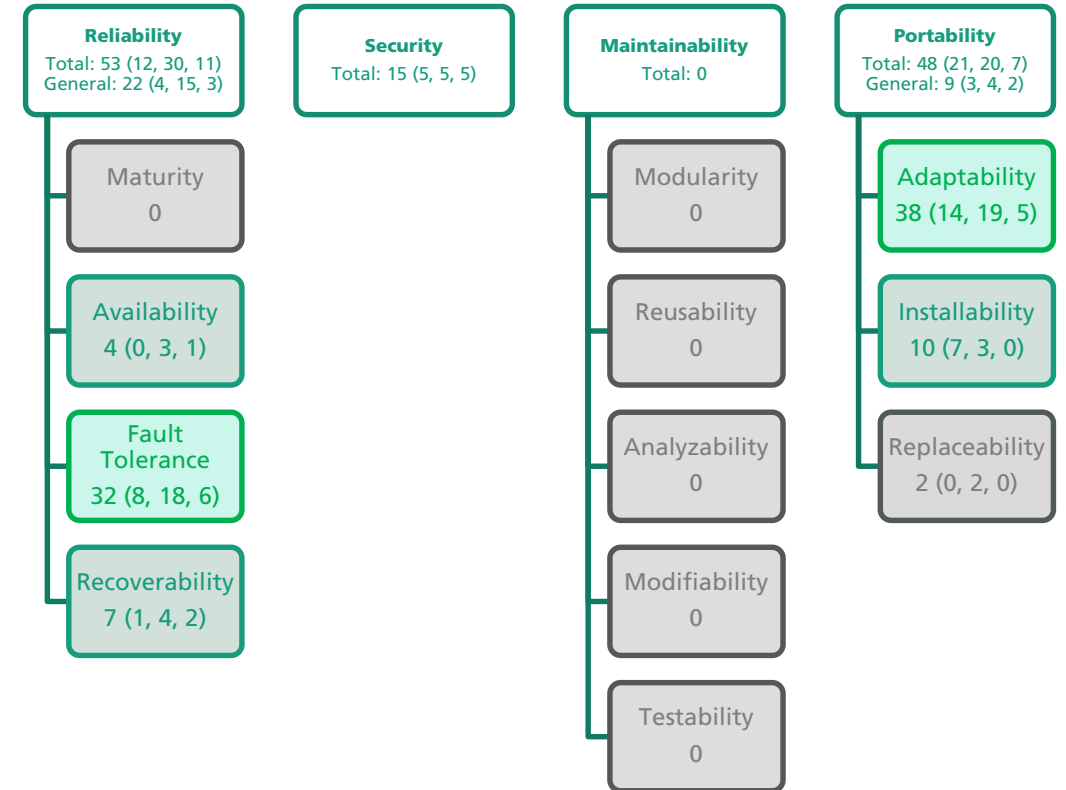 Reliability
Total: 53 (12, 30, 11)
General: 22 (4, 15, 3)
Maturity
0
Availability
4 (0, 3, 1)
Fault
Tolerance
32 (8, 18, 6)
Recoverability
7 (1, 4, 2)
Security
Total: 15 (5, 5, 5)
Maintainability
Total: 0
Modularity
0
Reusability
0
Analyzability
0
Modifiability
0
Testability
0
Portability
Total: 48 (21, 20, 7)
General: 9 (3, 4, 2)
Adaptability
38 (14, 19, 5)
Installability
10 (7, 3, 0)
Replaceability
2 (0, 2, 0)